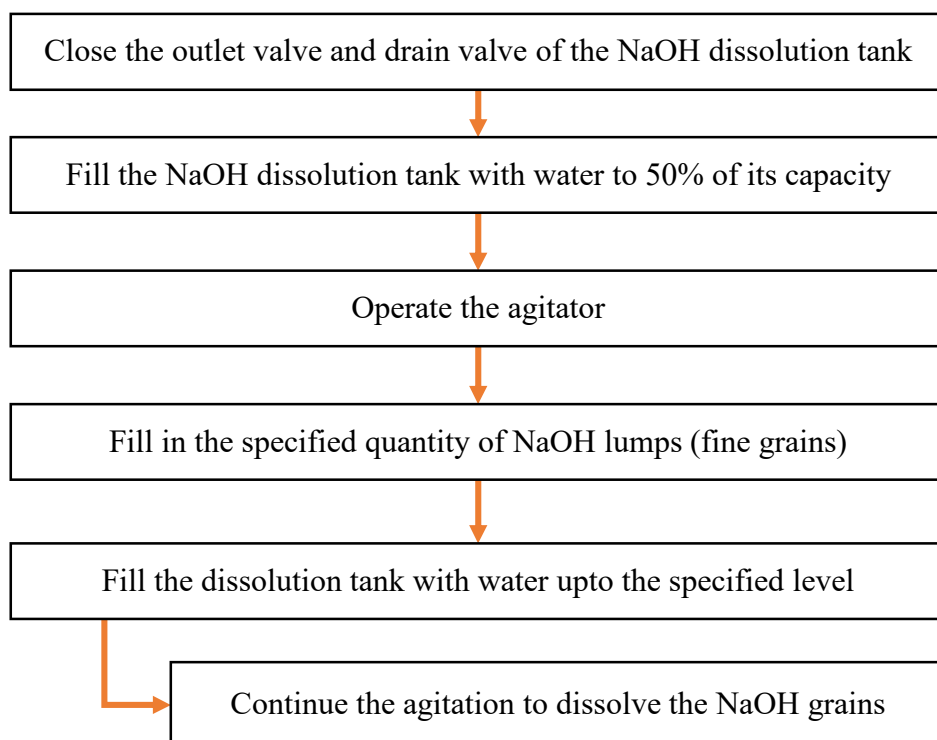 Close the outlet valve and drain valve of the NaOH dissolution tank
Fill the NaOH dissolution tank with water to 50% of its capacity
Operate the agitator
Fill in the specified quantity of NaOH lumps (fine grains)
Fill the dissolution tank with water upto the specified level
Continue the agitation to dissolve the NaOH grains